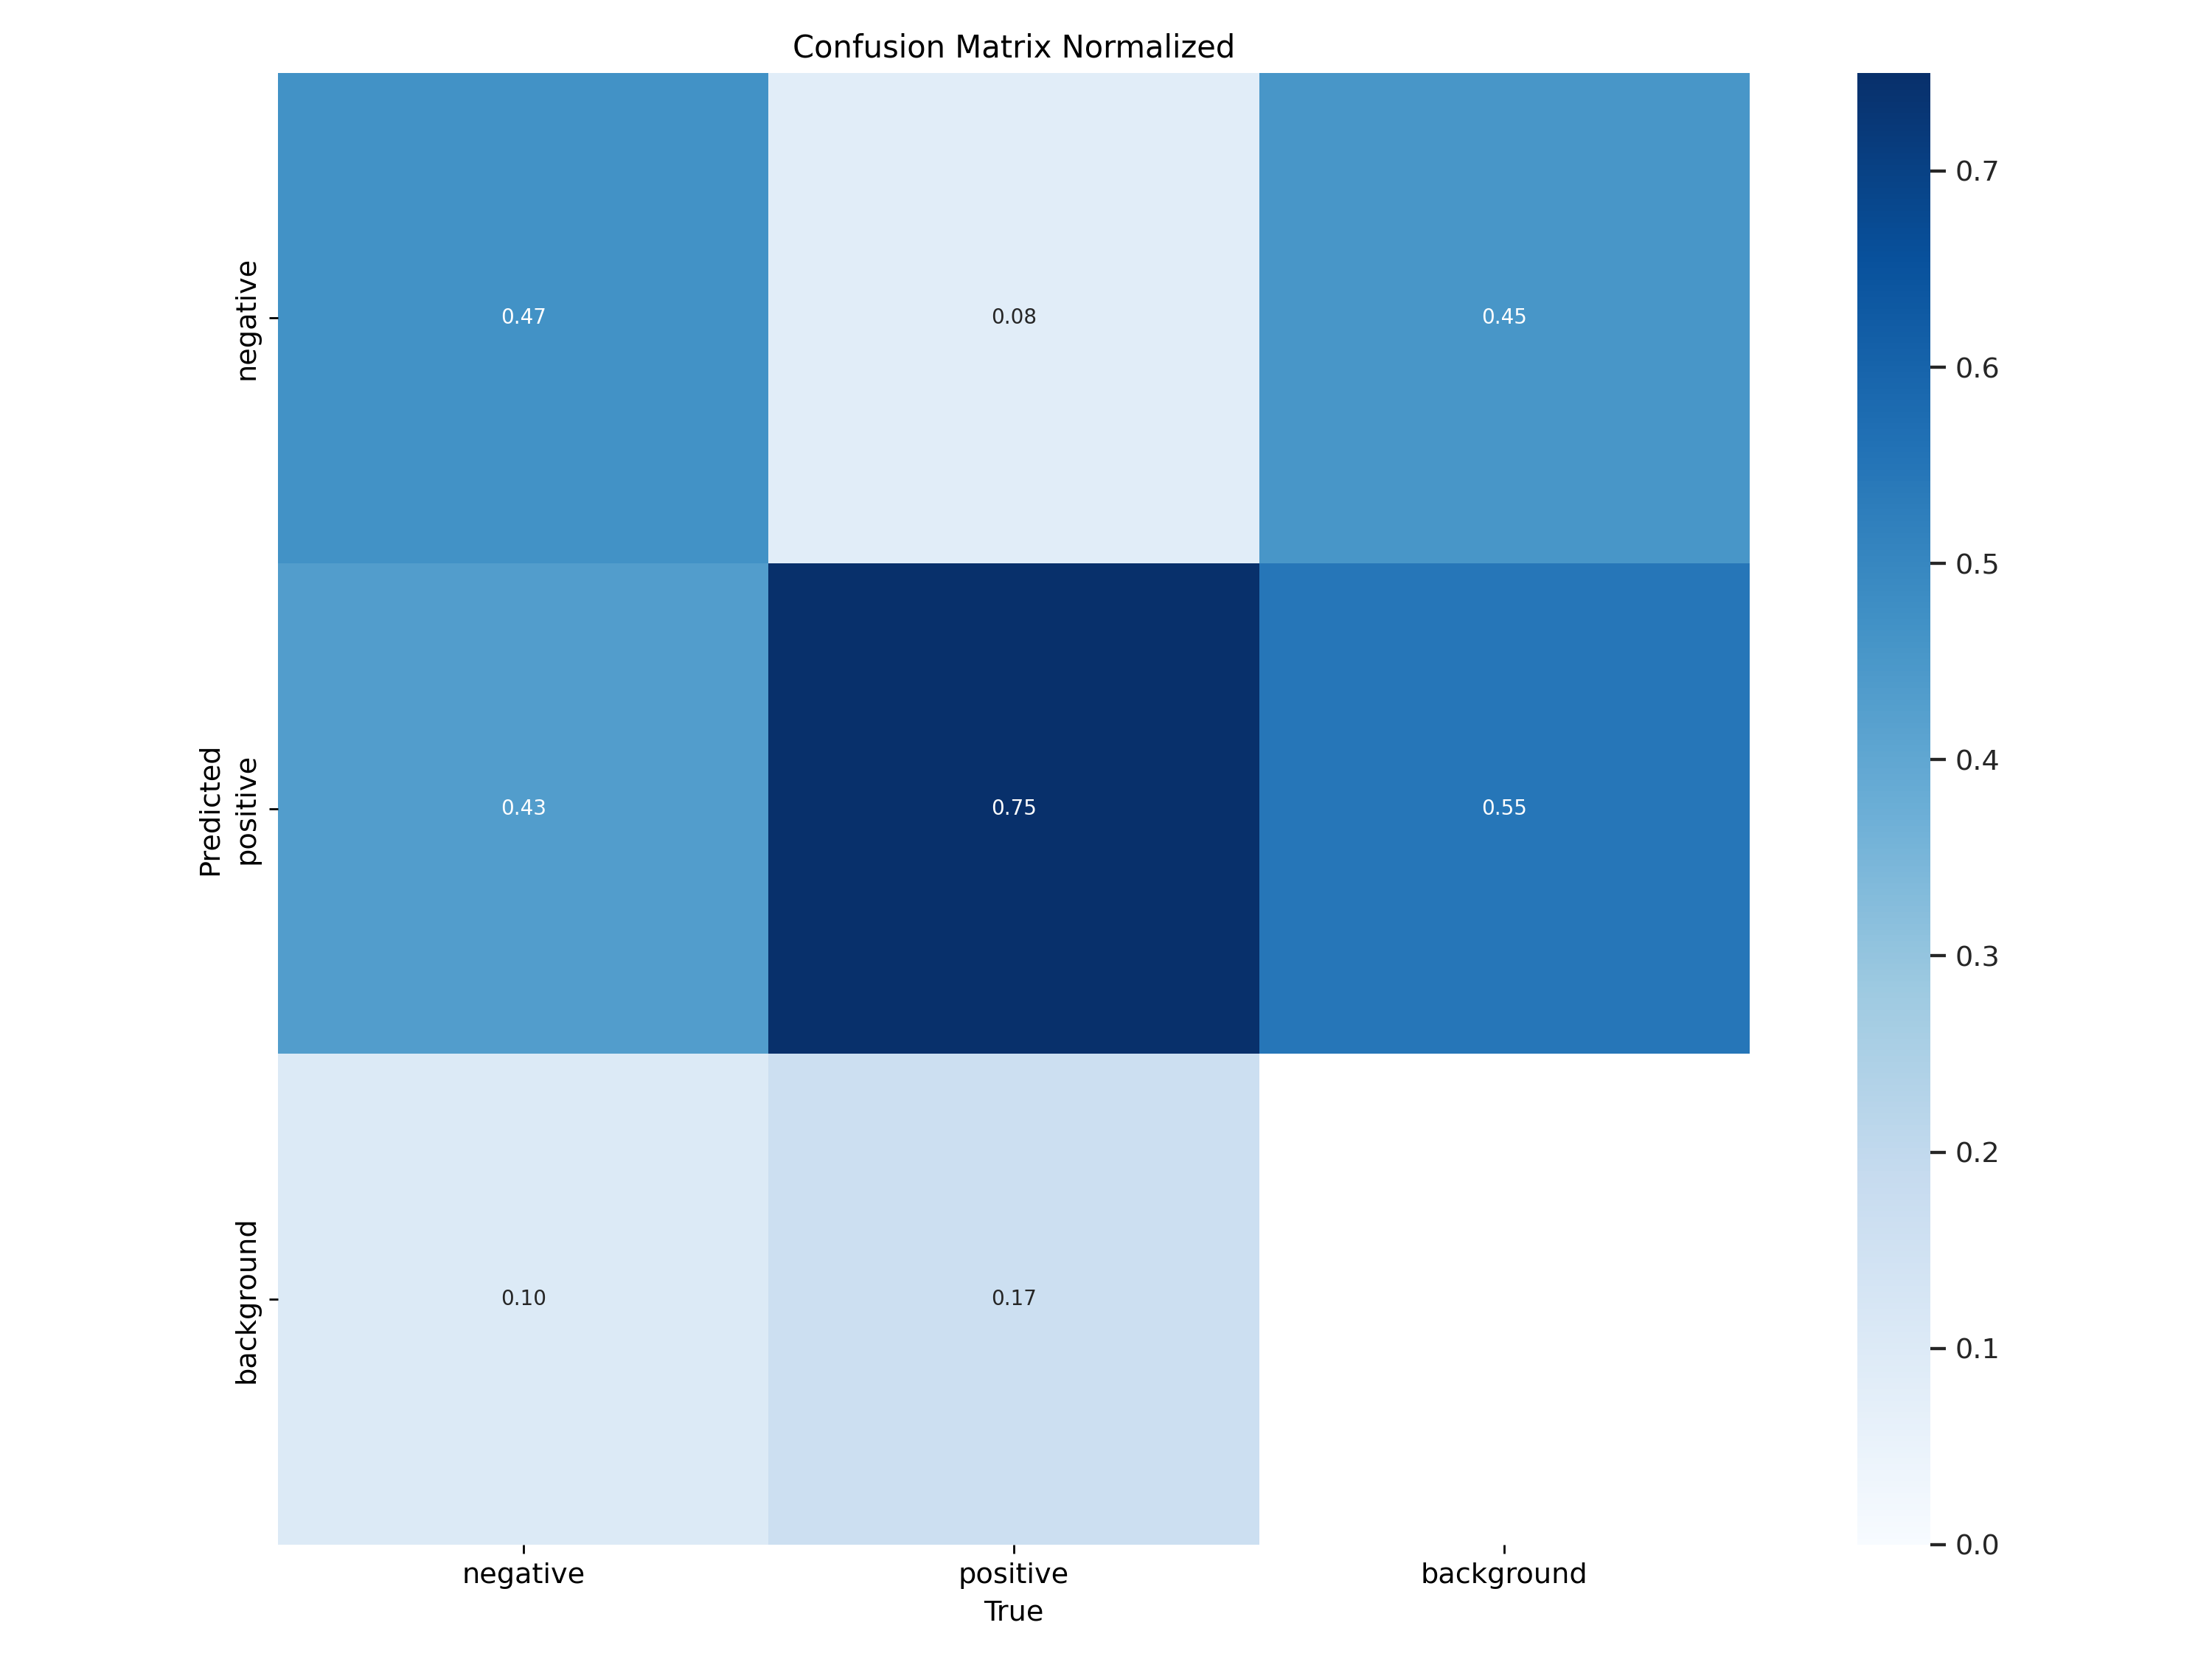 Confusion Matrix Normalized
negative
0.47
0.08
0.45
Predicted
positive
0.43
0.75
0.55
background
0.10
0.17
negative
positive
background
True
0.7
0.6
0.5
0.4
0.3
0.2
0.1
0.0